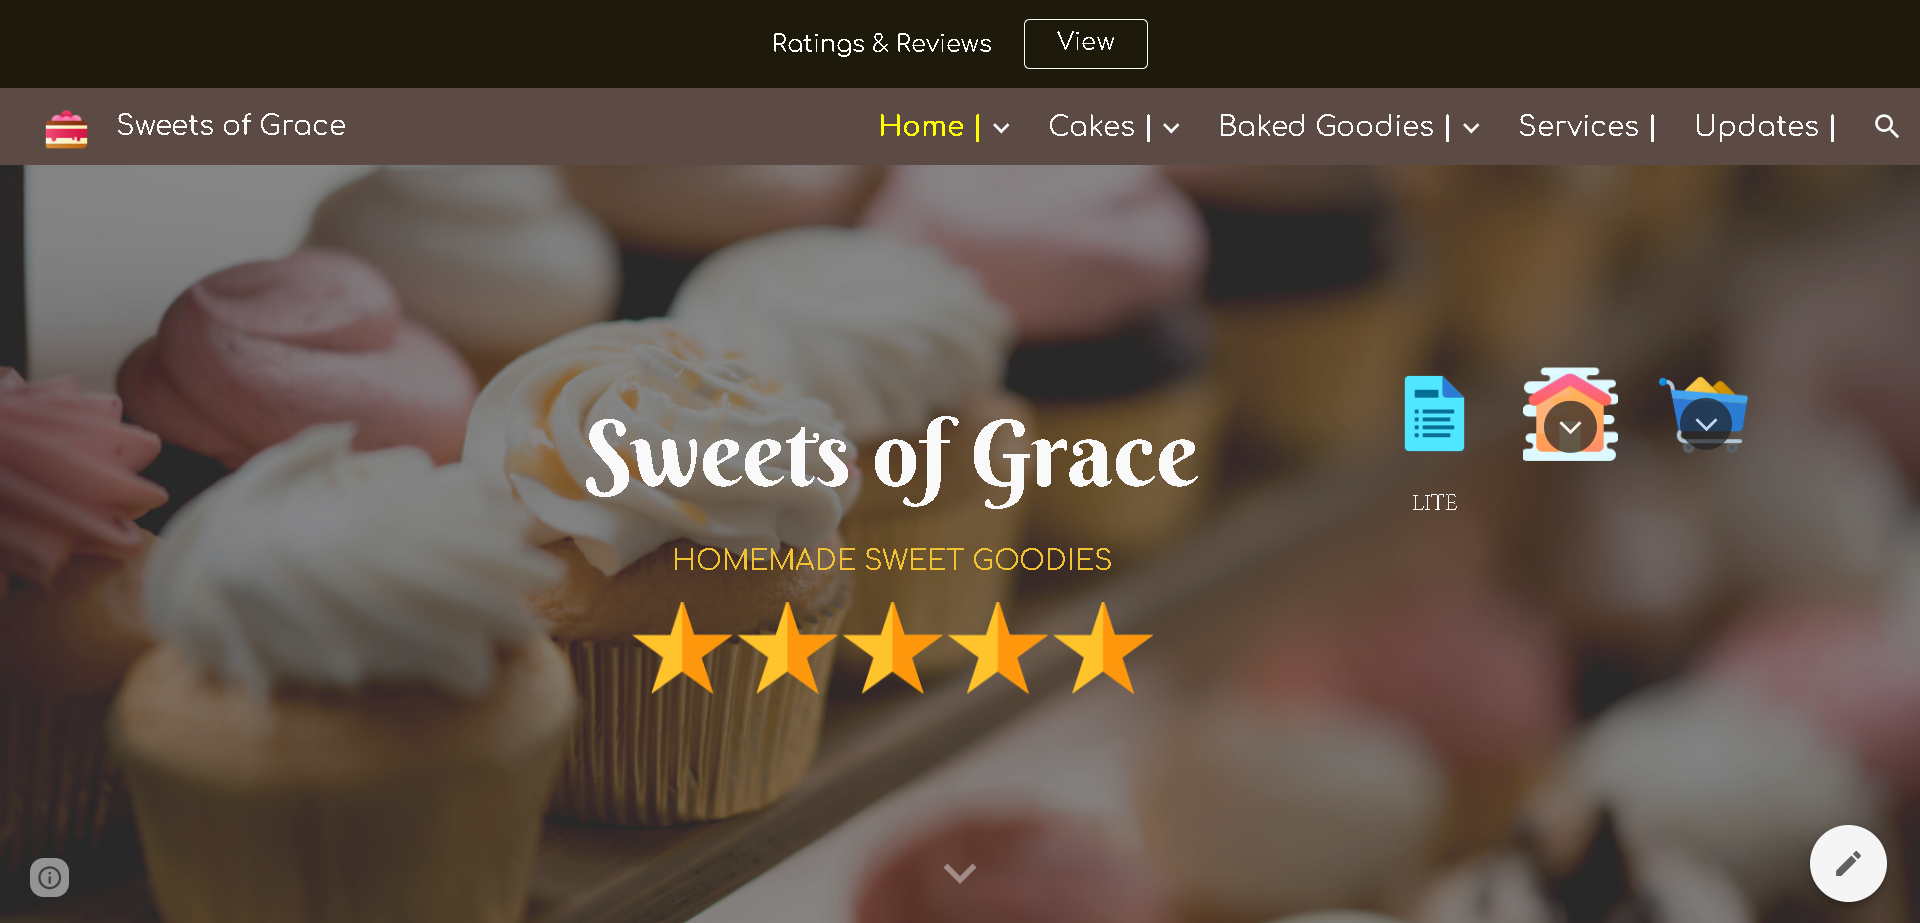 Ratings & Reviews View
Sweets of Grace Home | Cakes | Baked Goodies | Services | Updates |
Sweets of Grace
LITE
HOMEMADE SWEET GOODIES